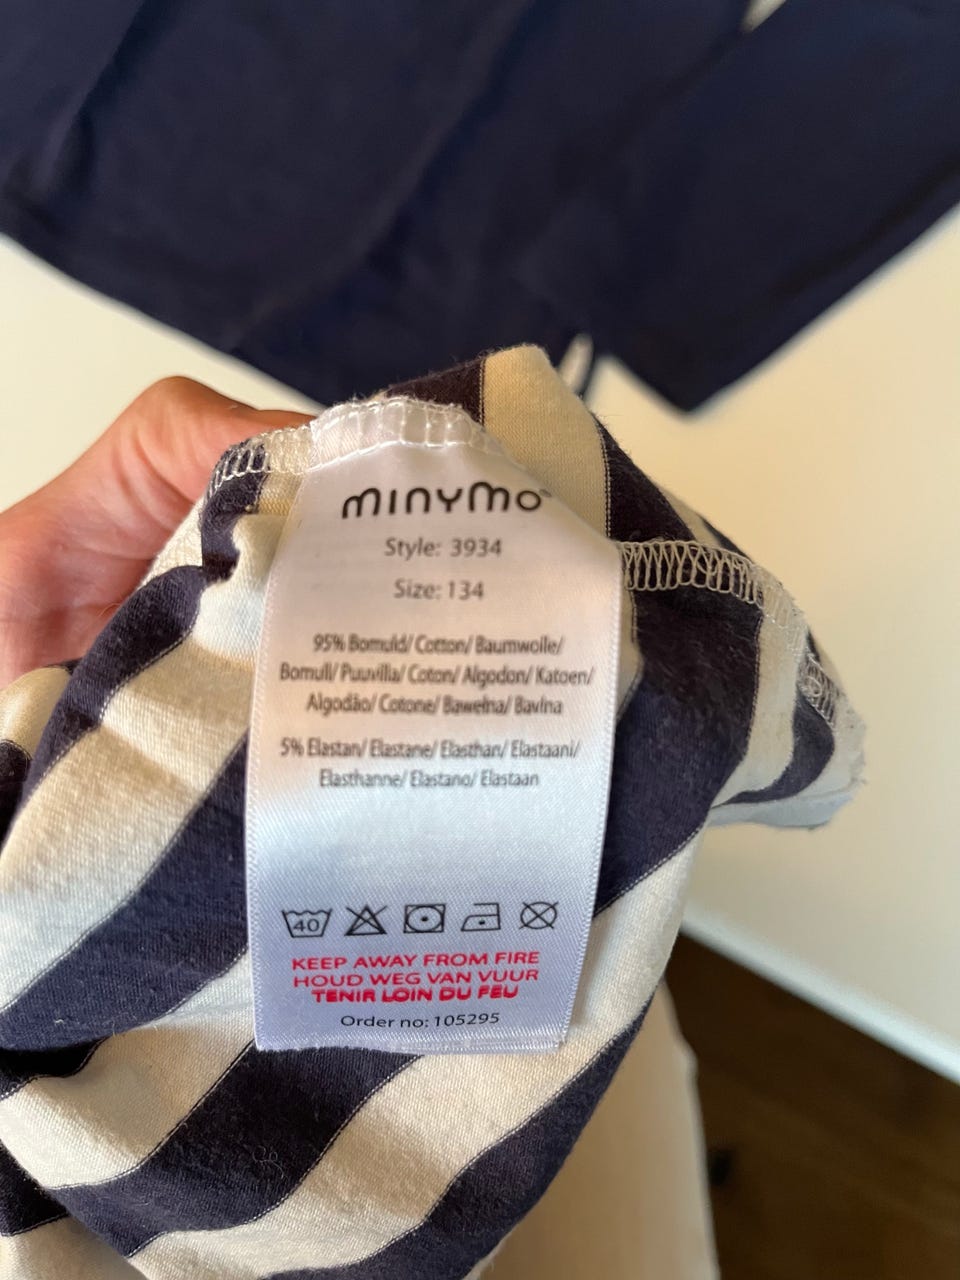 minymo®
Style: 3934
Size: 134
95% Bomuld/ Cotton/ Baumwolle/
Bomull/ Puuvilla/ Coton/ Algodon/ Katoen/
Algodão/ Cotone/ Bawełna/ Bavlna
5% Elastan/ Elastane/ Elasthan/ Elastaani/
Elasthanne/ Elastano/ Elastaan
40
KEEP AWAY FROM FIRE
HOUD WEG VAN VUUR
TENIR LOIN DU FEU
Order no: 105295